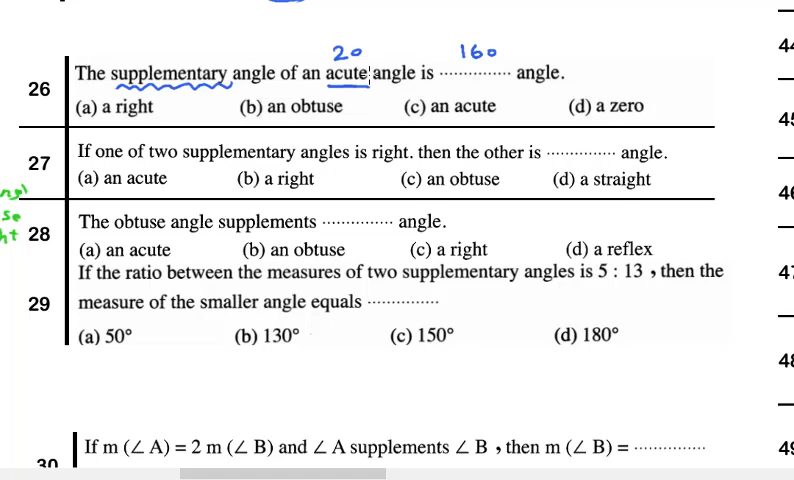 20 160
26 The supplementary angle of an acute angle is ............... angle.
(a) a right (b) an obtuse (c) an acute (d) a zero
27 If one of two supplementary angles is right. then the other is ............... angle.
(a) an acute (b) a right (c) an obtuse (d) a straight
28 The obtuse angle supplements ............... angle.
(a) an acute (b) an obtuse (c) a right (d) a reflex
If the ratio between the measures of two supplementary angles is 5 : 13 , then the
29 measure of the smaller angle equals ...............
(a) 50° (b) 130° (c) 150° (d) 180°
30 If m (∠ A) = 2 m (∠ B) and ∠ A supplements ∠ B , then m (∠ B) = ...............